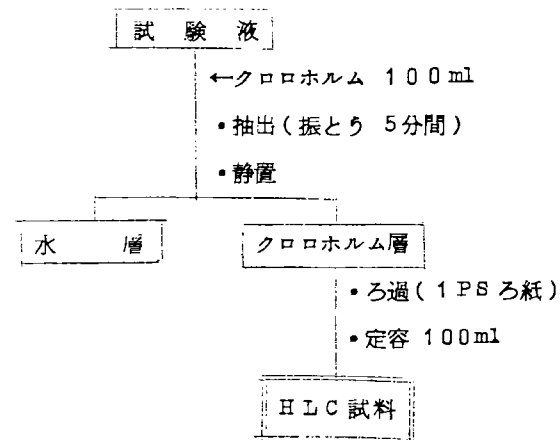 試験液
←クロロホルム 100ml
・抽出(振とう 5分間)
・静置
水層
クロロホルム層
・ろ過(1PSろ紙)
・定容 100ml
HLC試料